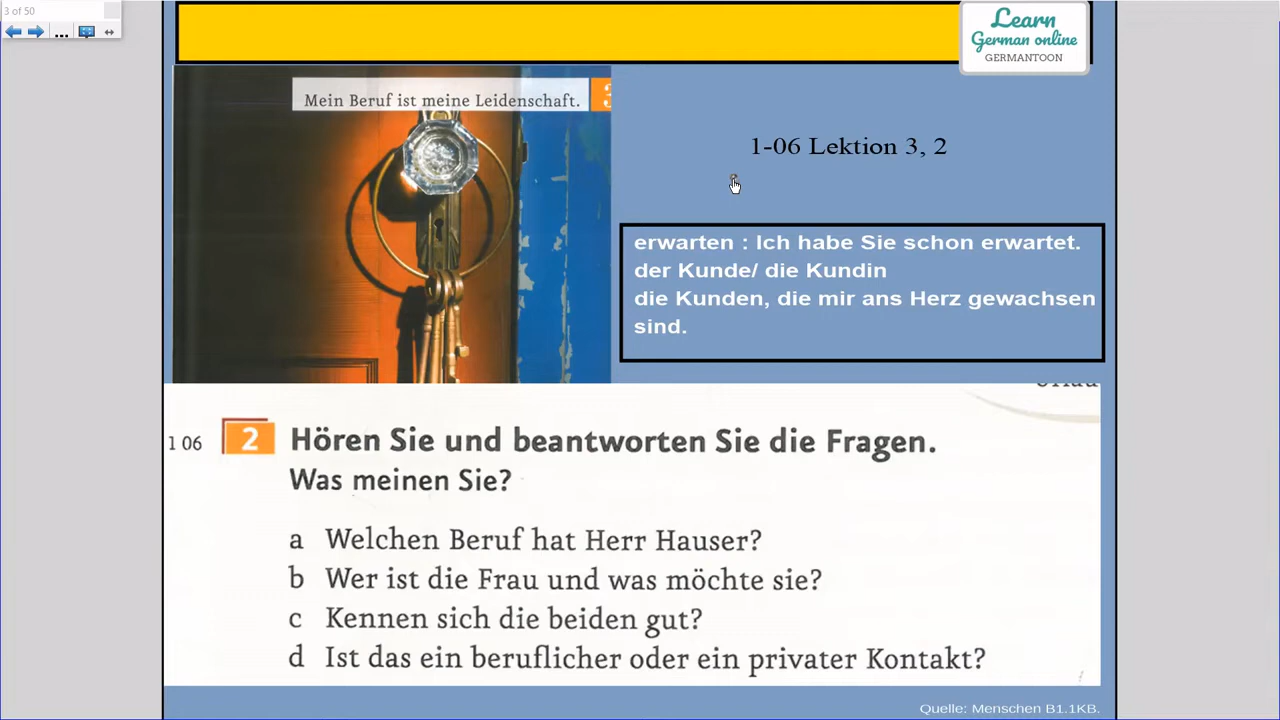 3 of 50
Learn
German online
GERMANTOON
Mein Beruf ist meine Leidenschaft.
1-06 Lektion 3, 2
erwarten : Ich habe Sie schon erwartet.
der Kunde/ die Kundin
die Kunden, die mir ans Herz gewachsen
sind.
1 06 2 Hören Sie und beantworten Sie die Fragen.
Was meinen Sie?
a Welchen Beruf hat Herr Hauser?
b Wer ist die Frau und was möchte sie?
c Kennen sich die beiden gut?
d Ist das ein beruflicher oder ein privater Kontakt?
Quelle: Menschen B1.1KB.